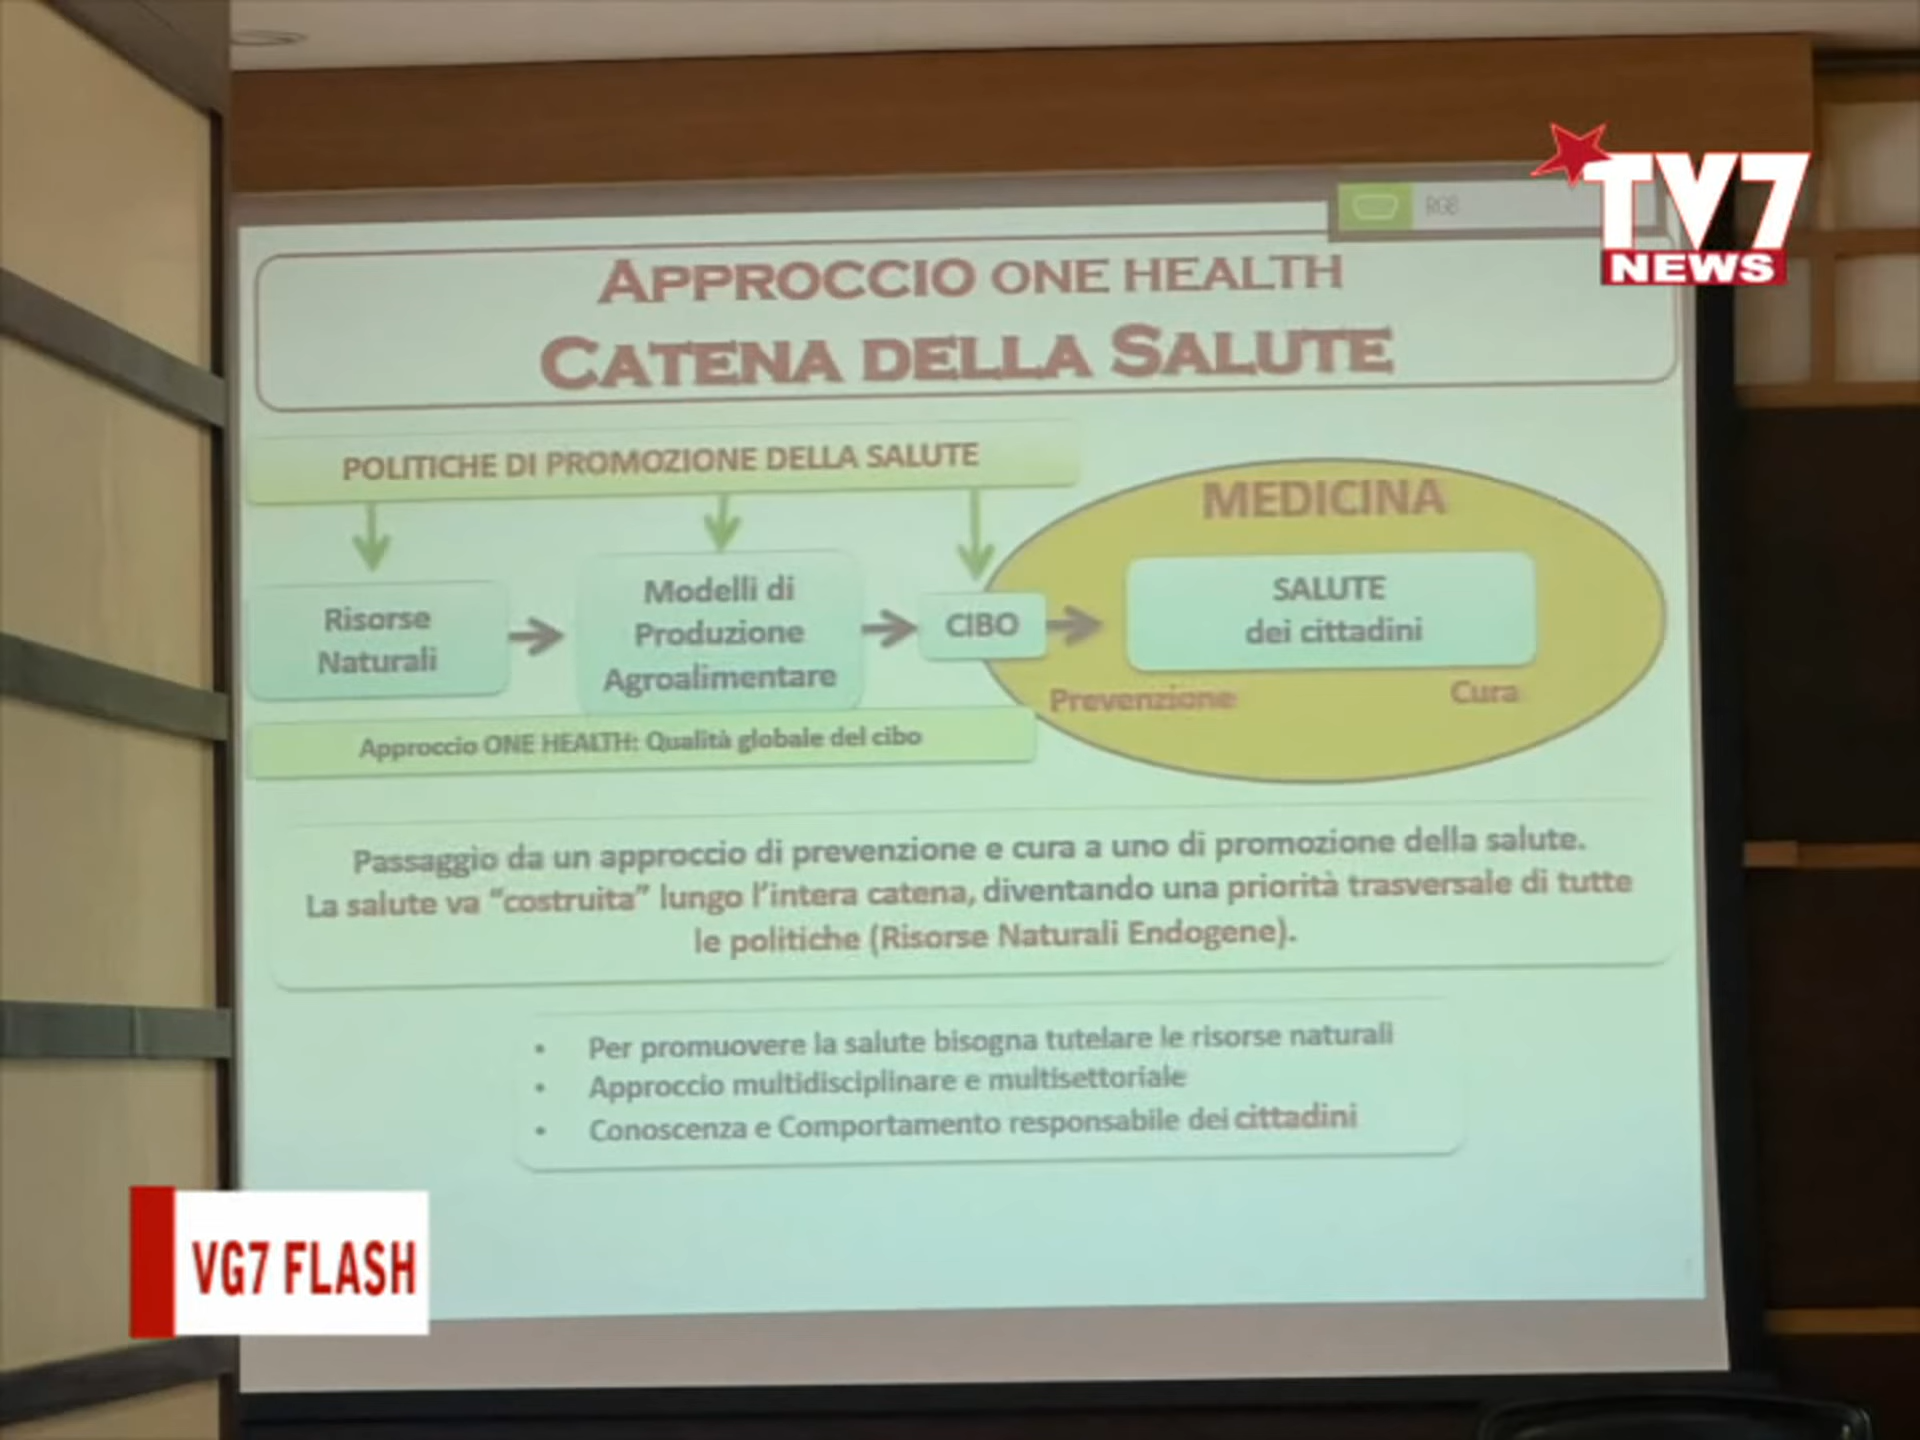 RGB
TV7
NEWS
APPROCCIO ONE HEALTH
CATENA DELLA SALUTE
POLITICHE DI PROMOZIONE DELLA SALUTE
MEDICINA
Risorse
Naturali
Modelli di
Produzione
Agroalimentare
CIBO
SALUTE
dei cittadini
Prevenzione
Cura
Approccio ONE HEALTH: Qualità globale del cibo
Passaggio da un approccio di prevenzione e cura a uno di promozione della salute.
La salute va “costruita” lungo l’intera catena, diventando una priorità trasversale di tutte
le politiche (Risorse Naturali Endogene).
• Per promuovere la salute bisogna tutelare le risorse naturali
• Approccio multidisciplinare e multisettoriale
• Conoscenza e Comportamento responsabile dei cittadini
VG7 FLASH